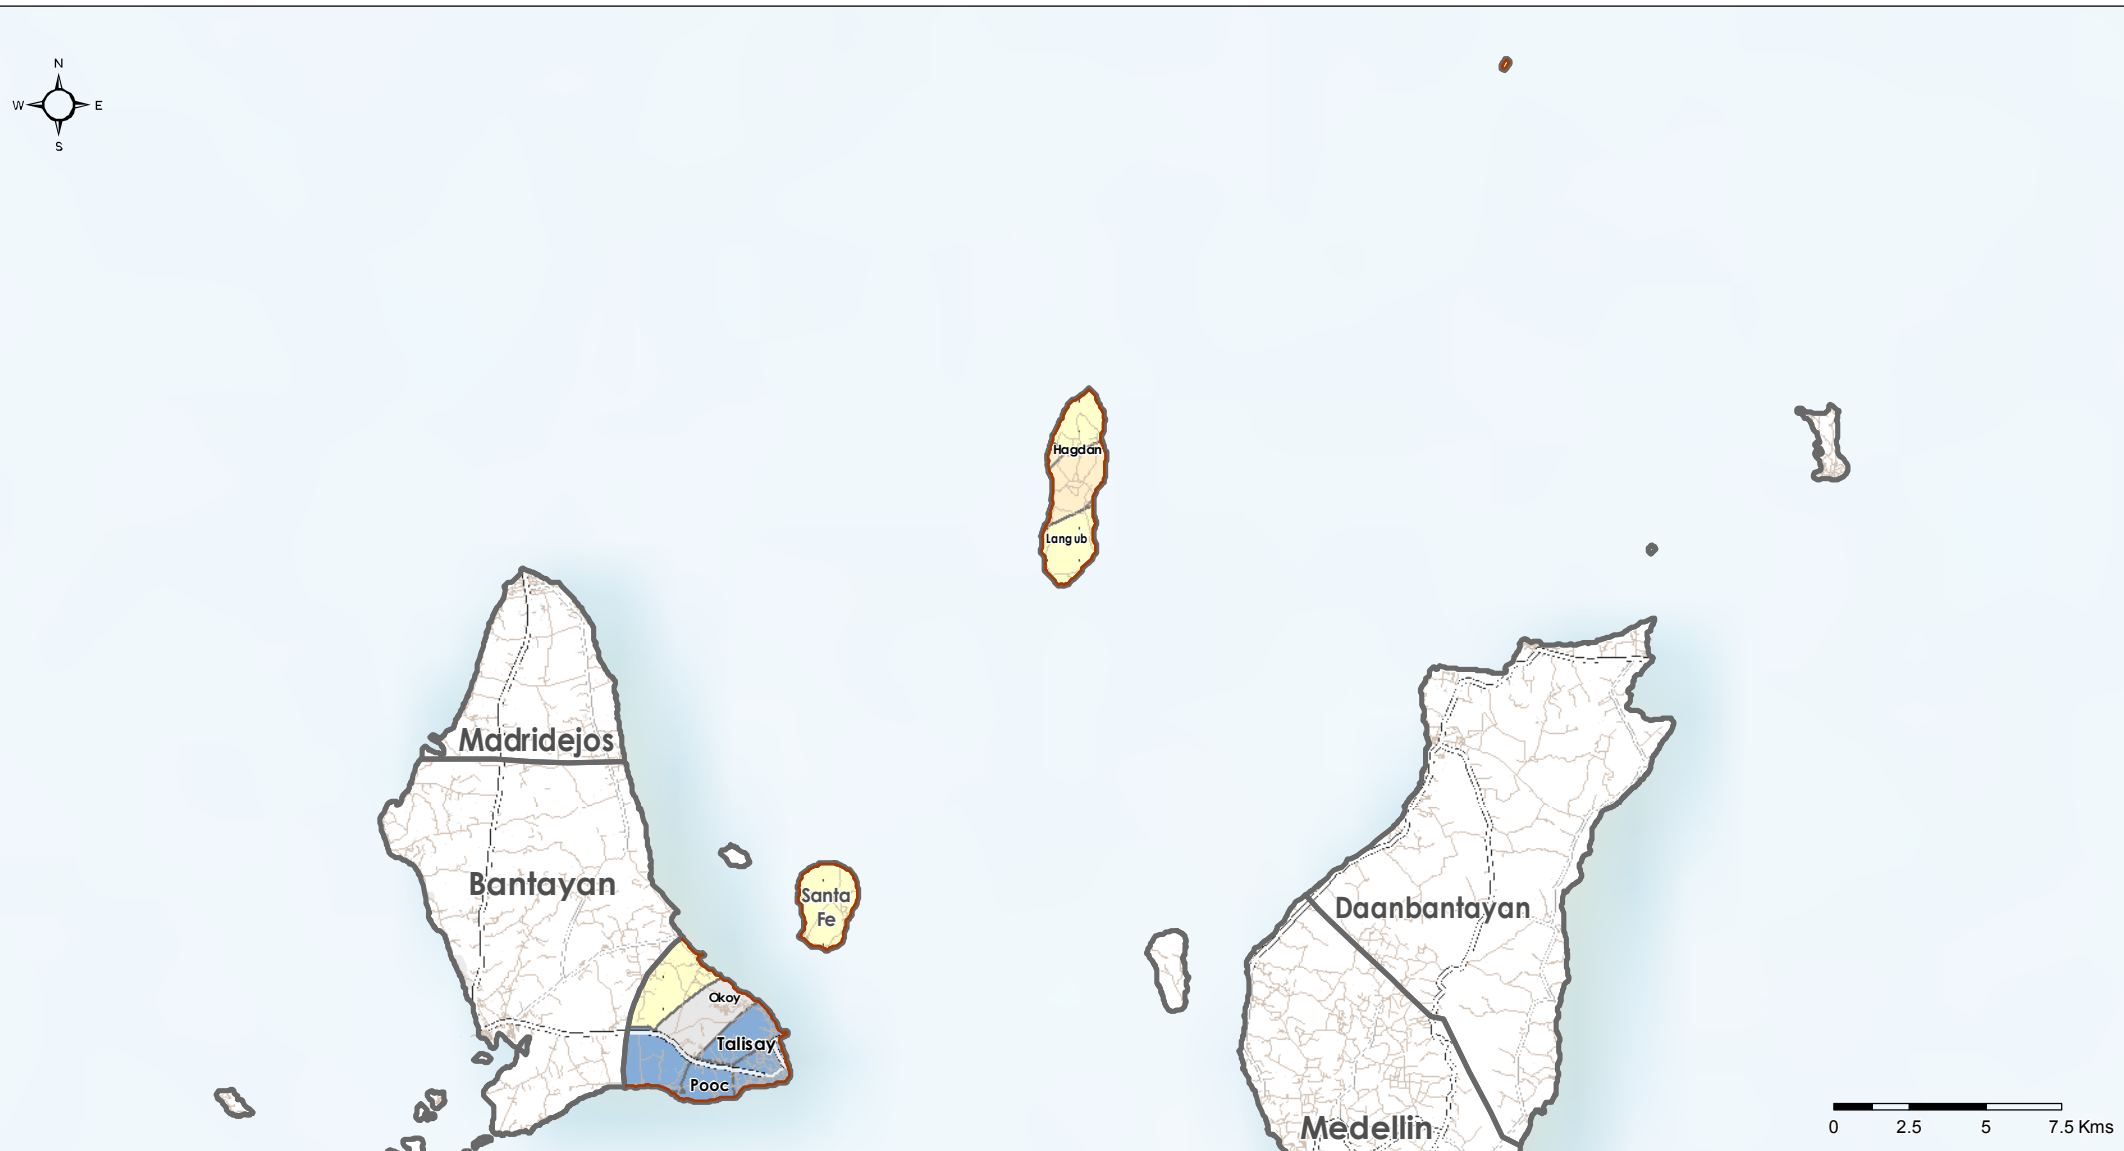 N
W E
S
Hagdan
Langub
Madridejos
Bantayan
Santa
Fe
Daanbantayan
Okoy
Talisay
Pooc
Medellin
0 2.5 5 7.5 Kms